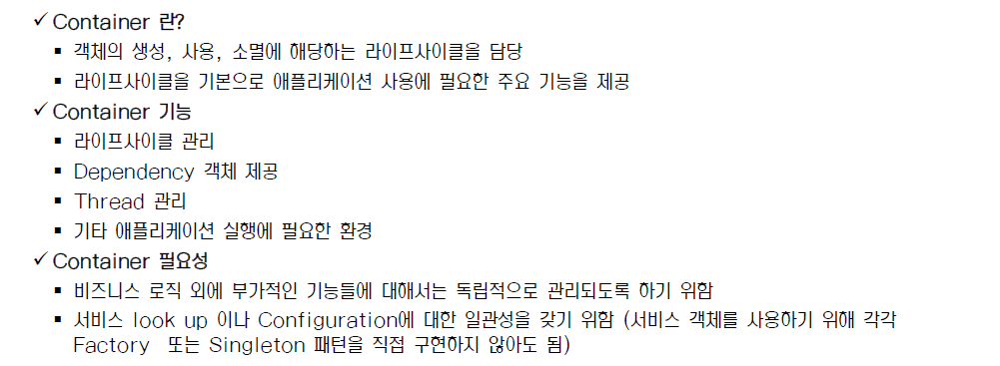 ✓ Container 란?
▪ 객체의 생성, 사용, 소멸에 해당하는 라이프사이클을 담당
▪ 라이프사이클을 기본으로 애플리케이션 사용에 필요한 주요 기능을 제공
✓ Container 기능
▪ 라이프사이클 관리
▪ Dependency 객체 제공
▪ Thread 관리
▪ 기타 애플리케이션 실행에 필요한 환경
✓ Container 필요성
▪ 비즈니스 로직 외에 부가적인 기능들에 대해서는 독립적으로 관리되도록 하기 위함
▪ 서비스 look up 이나 Configuration에 대한 일관성을 갖기 위함 (서비스 객체를 사용하기 위해 각각
Factory 또는 Singleton 패턴을 직접 구현하지 않아도 됨)